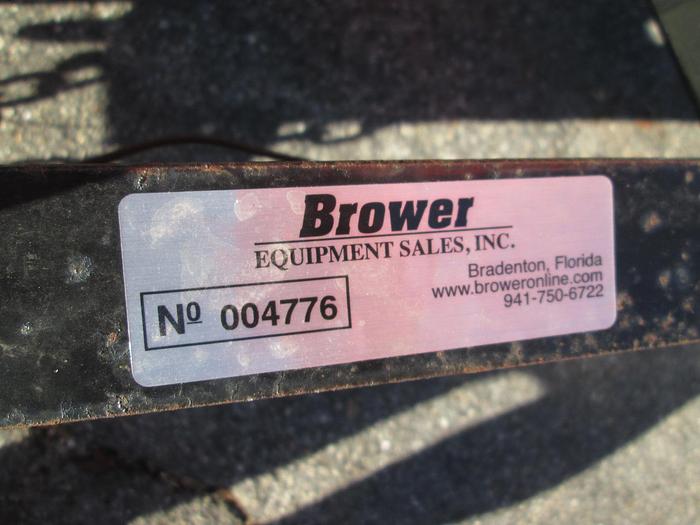 Brower
EQUIPMENT SALES, INC.
Bradenton, Florida
www.broweronline.com
941-750-6722
Nº 004776